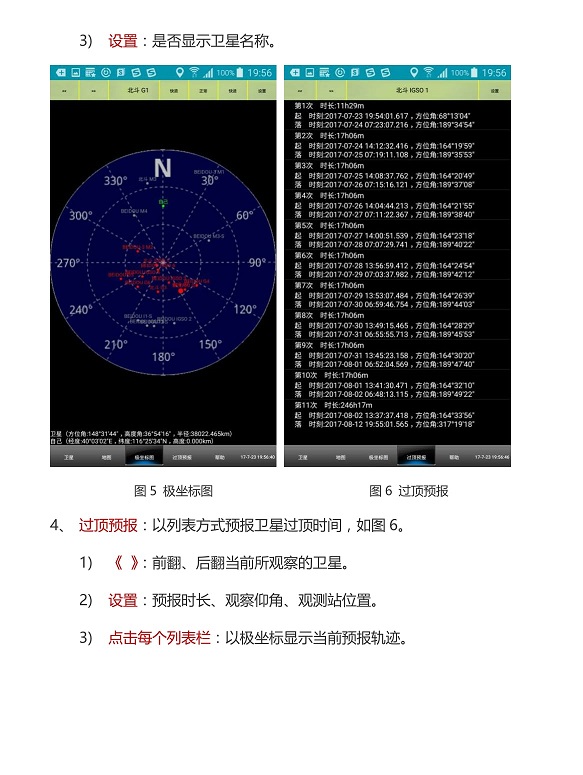 3) 设置：是否显示卫星名称。
100% 19:56
北斗 G1 快速 正常 慢速 设置
N
330° 30°
300° 60°
270° 90°
240° 120°
210° 150°
180°
北斗 M3
BEIDOU 3 M1
BEIDOU M4
BEIDOU M3-S
BEIDOU 3 M2
BEIDOU I1-S
BEIDOU IGSO 2
卫星（方位角:148°31'44"，高度角:36°54'16"，半径:38022.465km）
自己（经度:40°03'02"E，纬度:116°25'34"N，高度:0.000km）
卫星 地图 极坐标图 过顶预报 帮助 17-7-23 19:56:40
100% 19:56
北斗 IGSO 1 设置
第1次 时长:11h29m
起 时刻:2017-07-23 19:54:01.617，方位角:68°13'04"
落 时刻:2017-07-24 07:23:07.216，方位角:189°34'54"
第2次 时长:17h06m
起 时刻:2017-07-24 14:12:32.416，方位角:164°19'59"
落 时刻:2017-07-25 07:19:11.108，方位角:189°35'53"
第3次 时长:17h06m
起 时刻:2017-07-25 14:08:37.762，方位角:164°20'49"
落 时刻:2017-07-26 07:15:16.121，方位角:189°37'08"
第4次 时长:17h06m
起 时刻:2017-07-26 14:04:44.213，方位角:164°21'55"
落 时刻:2017-07-27 07:11:22.367，方位角:189°38'40"
第5次 时长:17h06m
起 时刻:2017-07-27 14:00:51.539，方位角:164°23'18"
落 时刻:2017-07-28 07:07:29.741，方位角:189°40'22"
第6次 时长:17h06m
起 时刻:2017-07-28 13:56:59.412，方位角:164°24'54"
落 时刻:2017-07-29 07:03:37.982，方位角:189°42'12"
第7次 时长:17h06m
起 时刻:2017-07-29 13:53:07.484，方位角:164°26'39"
落 时刻:2017-07-30 06:59:46.754，方位角:189°44'03"
第8次 时长:17h06m
起 时刻:2017-07-30 13:49:15.465，方位角:164°28'29"
落 时刻:2017-07-31 06:55:55.713，方位角:189°45'53"
第9次 时长:17h06m
起 时刻:2017-07-31 13:45:23.158，方位角:164°30'20"
落 时刻:2017-08-01 06:52:04.569，方位角:189°47'40"
第10次 时长:17h06m
起 时刻:2017-08-01 13:41:30.471，方位角:164°32'10"
落 时刻:2017-08-02 06:48:13.115，方位角:189°49'22"
第11次 时长:246h17m
起 时刻:2017-08-02 13:37:37.418，方位角:164°33'56"
落 时刻:2017-08-12 19:55:01.565，方位角:317°19'18"
卫星 地图 极坐标图 过顶预报 帮助 17-7-23 19:56:46
图 5 极坐标图
图 6 过顶预报
4、 过顶预报：以列表方式预报卫星过顶时间，如图 6。
1) 《 》：前翻、后翻当前所观察的卫星。
2) 设置：预报时长、观察仰角、观测站位置。
3) 点击每个列表栏：以极坐标显示当前预报轨迹。